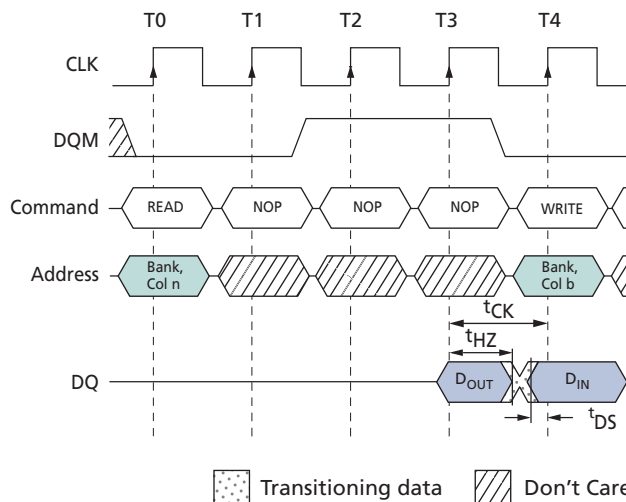 T0 T1 T2 T3 T4
CLK
DQM
Command READ NOP NOP NOP WRITE
Address Bank, Col n Bank, Col b
tCK
tHZ
DQ DOUT DIN
tDS
Transitioning data Don't Care